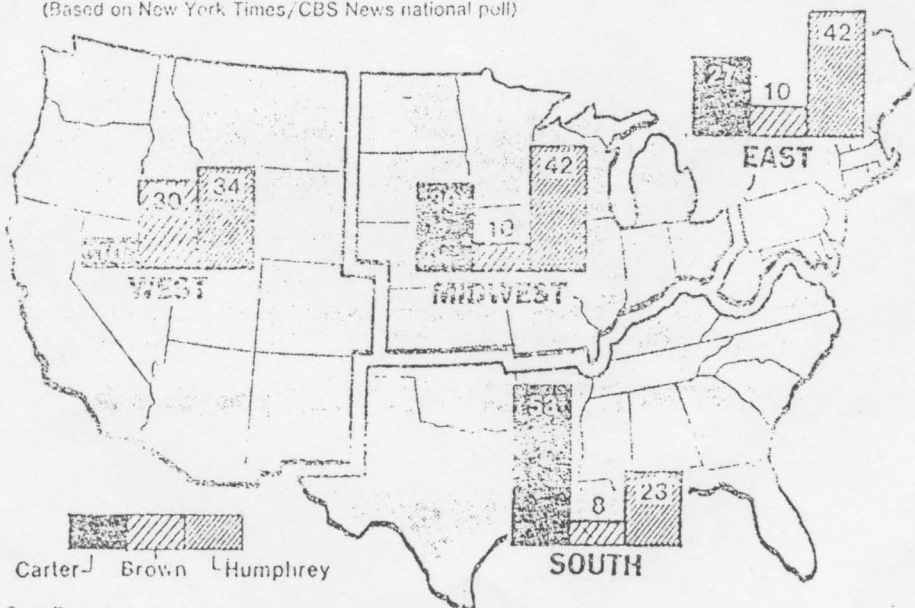 (Based on New York Times/CBS News national poll)
27
10
42
EAST
30
34
WEST
10
42
MIDWEST
8
23
SOUTH
Carter
Brown
Humphrey